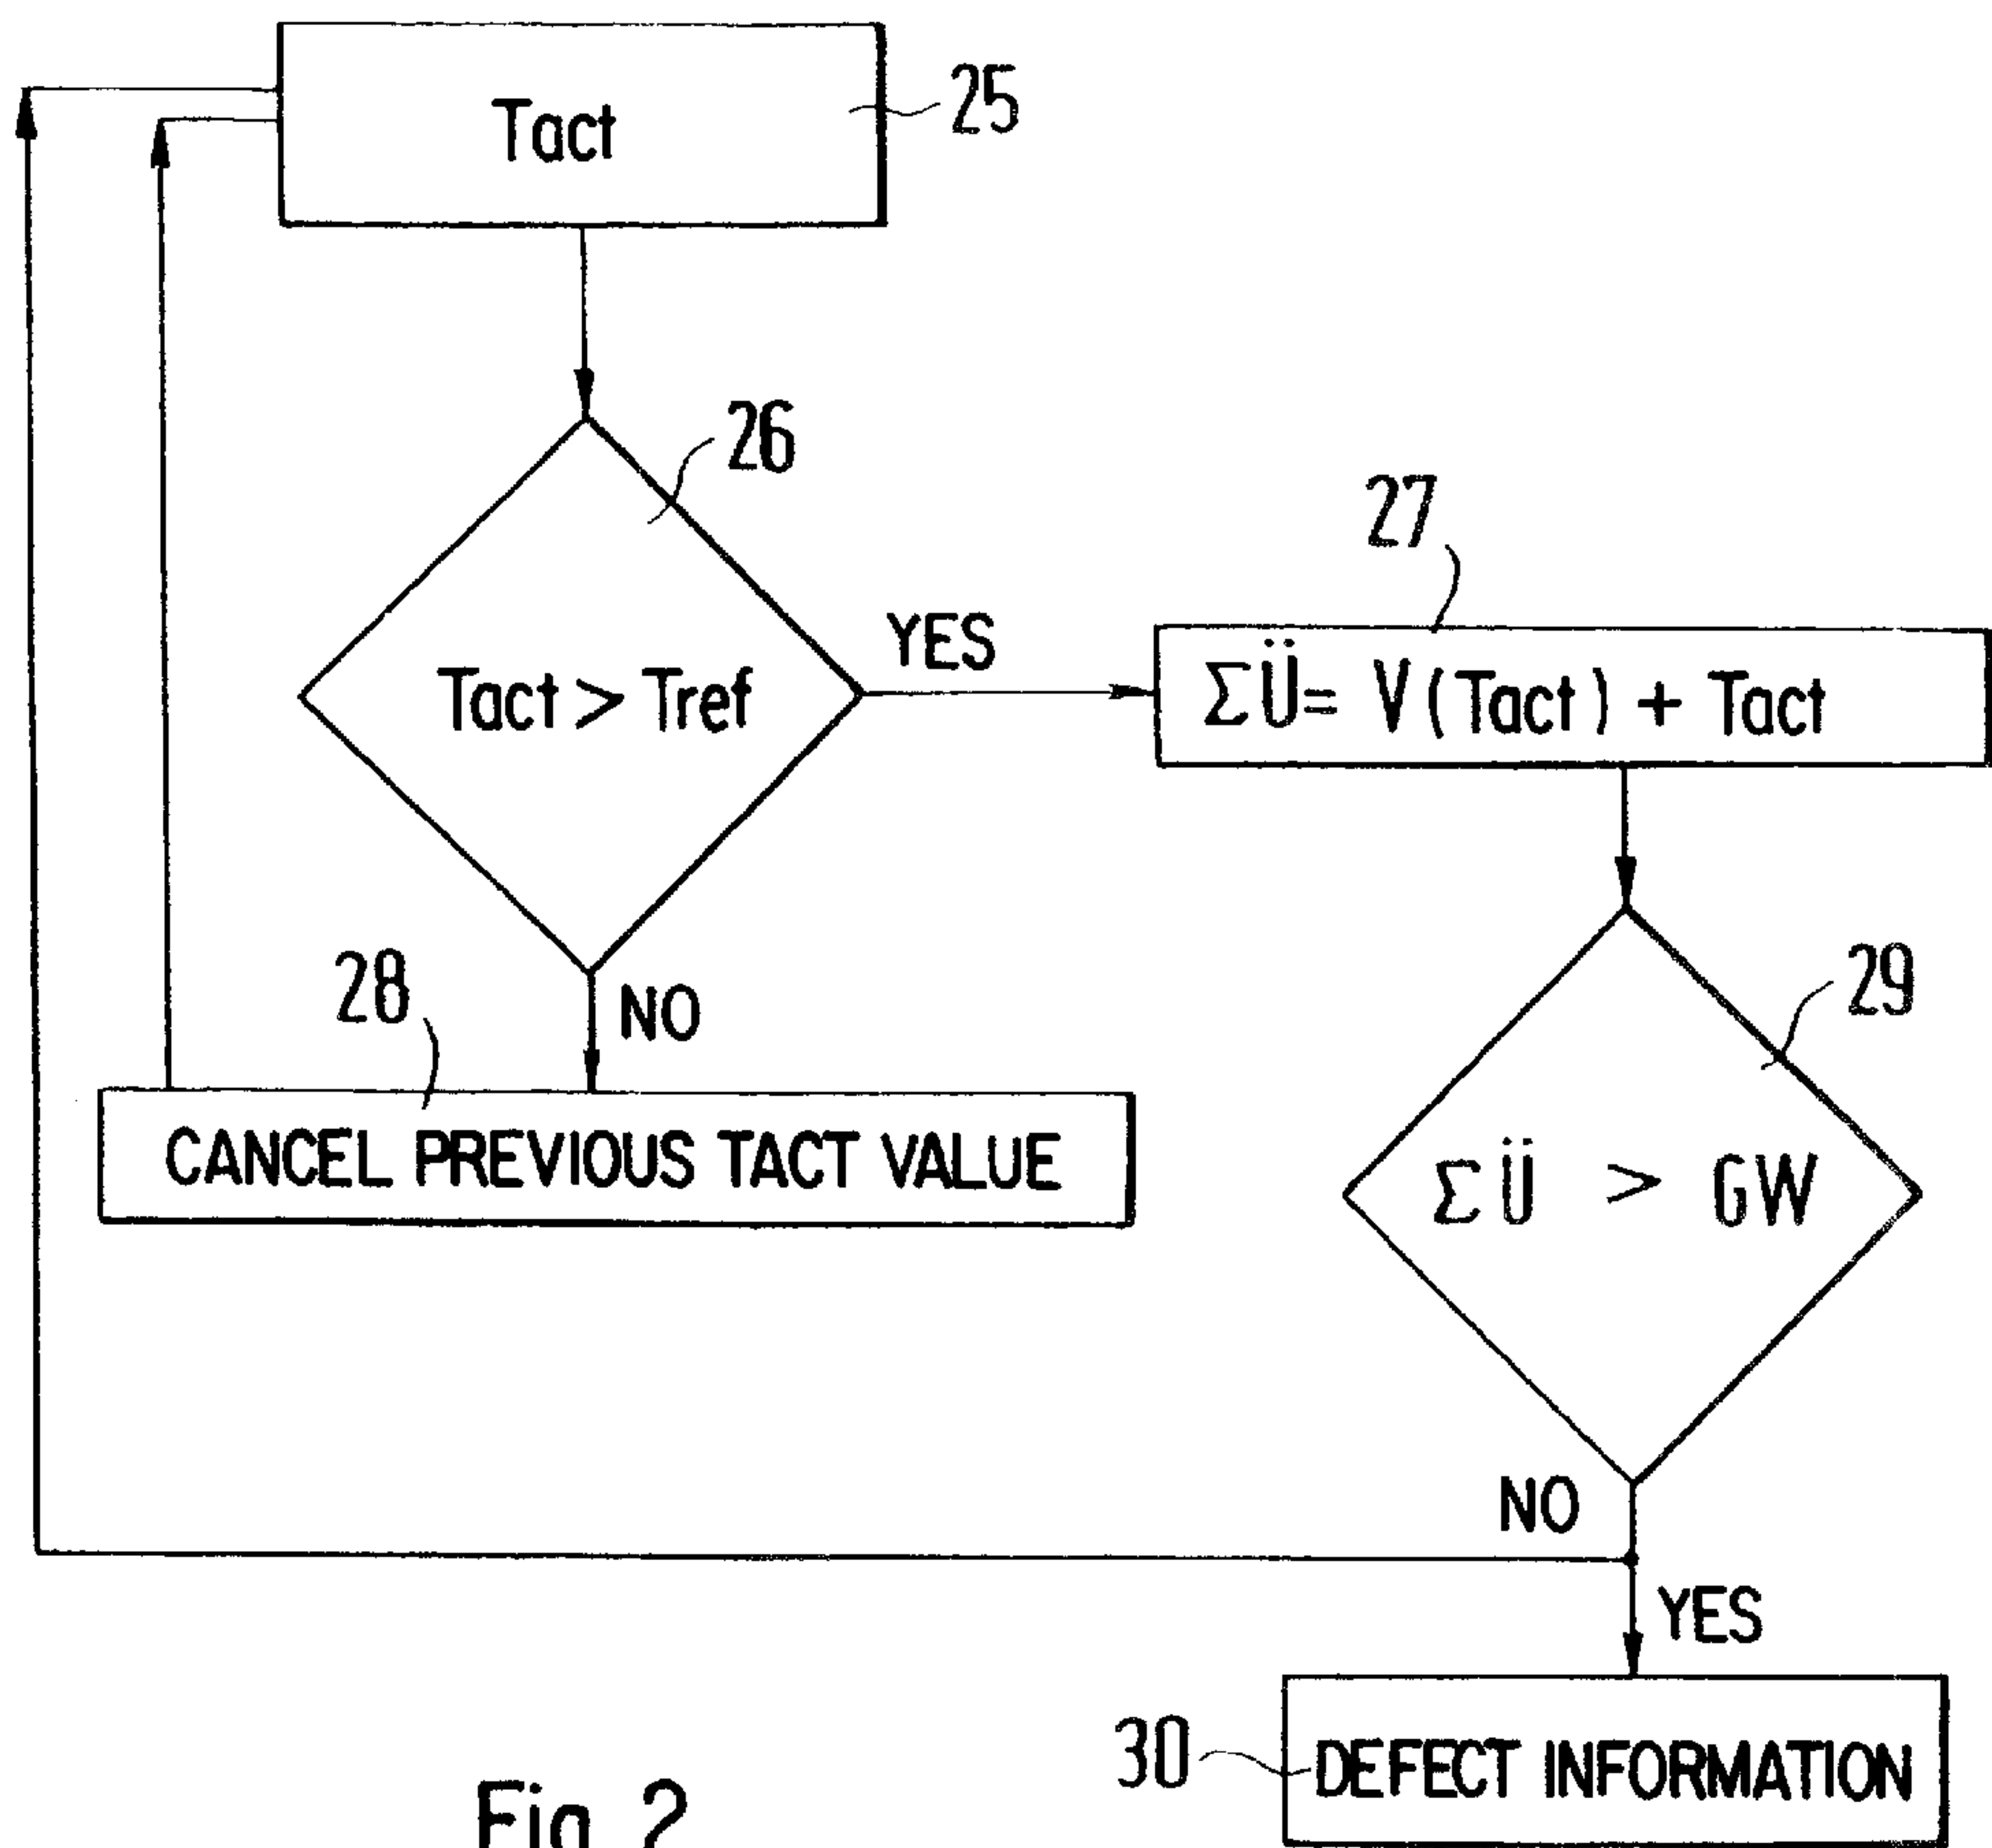 Tact
25
26
Tact > Tref
YES
27
ΣÜ= V(Tact) + Tact
28
NO
CANCEL PREVIOUS TACT VALUE
29
ΣÜ > GW
NO
YES
30
DEFECT INFORMATION
Fig. 2